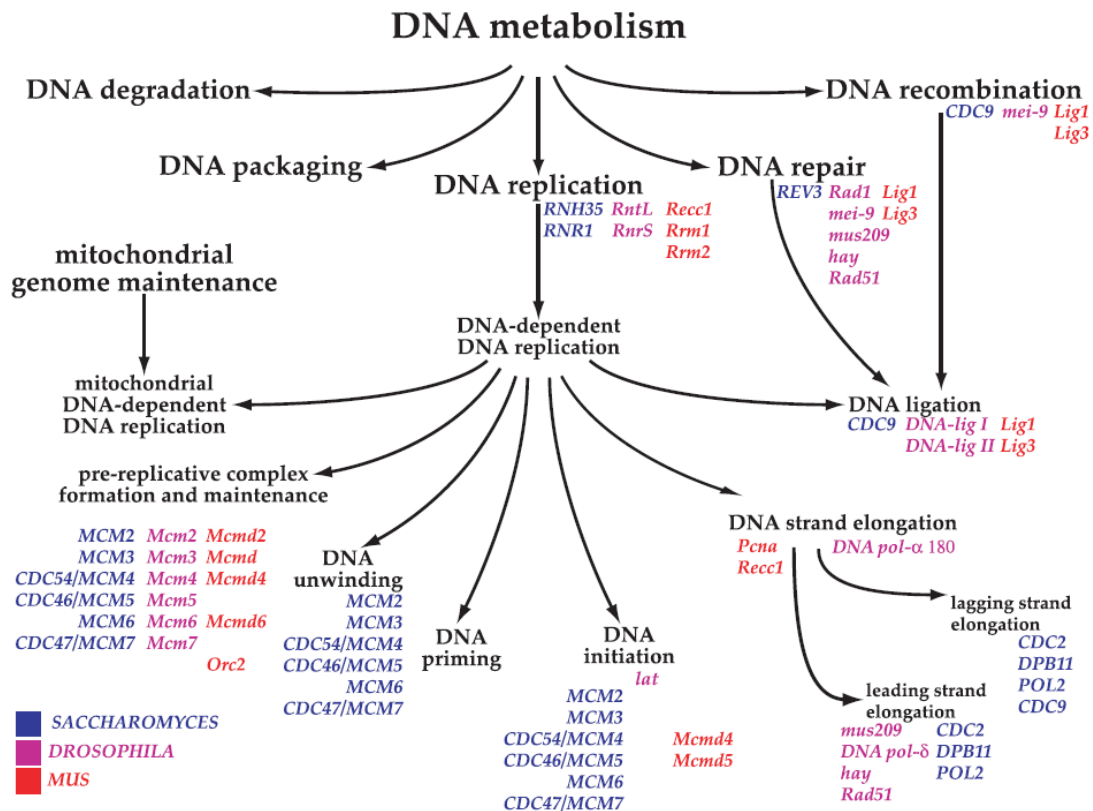 DNA metabolism
DNA degradation
DNA recombination
CDC9 mei-9 Lig1
Lig3
DNA packaging
DNA repair
REV3 Rad1 Lig1
mei-9 Lig3
mus209
hay
Rad51
DNA replication
RNH35 RntL Recc1
RNR1 RnrS Rrm1
Rrm2
mitochondrial
genome maintenance
DNA-dependent
DNA replication
mitochondrial
DNA-dependent
DNA replication
DNA ligation
CDC9 DNA-lig I Lig1
DNA-lig II Lig3
pre-replicative complex
formation and maintenance
MCM2 Mcm2 Mcmd2
MCM3 Mcm3 Mcmd
CDC54/MCM4 Mcm4 Mcmd4
CDC46/MCM5 Mcm5
MCM6 Mcm6 Mcmd6
CDC47/MCM7 Mcm7
Orc2
DNA
unwinding
MCM2
MCM3
CDC54/MCM4
CDC46/MCM5
MCM6
CDC47/MCM7
DNA
priming
DNA
initiation
lat
MCM2
MCM3
CDC54/MCM4 Mcmd4
CDC46/MCM5 Mcmd5
MCM6
CDC47/MCM7
DNA strand elongation
Pcna DNA pol-α 180
Recc1
lagging strand
elongation
CDC2
DPB11
POL2
CDC9
leading strand
elongation
mus209 CDC2
DNA pol-δ DPB11
hay POL2
Rad51
SACCHAROMYCES
DROSOPHILA
MUS